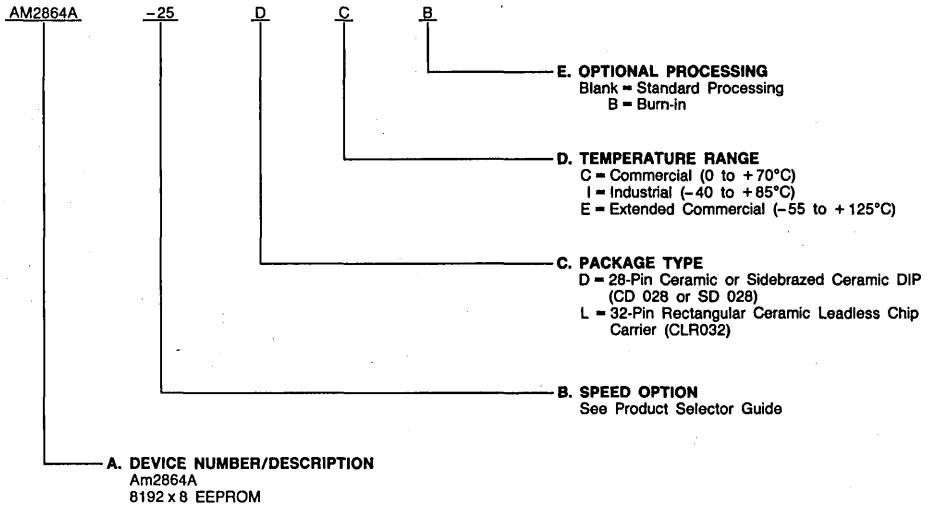 AM2864A -25 D C B
E. OPTIONAL PROCESSING
Blank = Standard Processing
B = Burn-in
D. TEMPERATURE RANGE
C = Commercial (0 to +70°C)
I = Industrial (-40 to +85°C)
E = Extended Commercial (-55 to +125°C)
C. PACKAGE TYPE
D = 28-Pin Ceramic or Sidebrazed Ceramic DIP
(CD 028 or SD 028)
L = 32-Pin Rectangular Ceramic Leadless Chip
Carrier (CLR032)
B. SPEED OPTION
See Product Selector Guide
A. DEVICE NUMBER/DESCRIPTION
Am2864A
8192 x 8 EEPROM